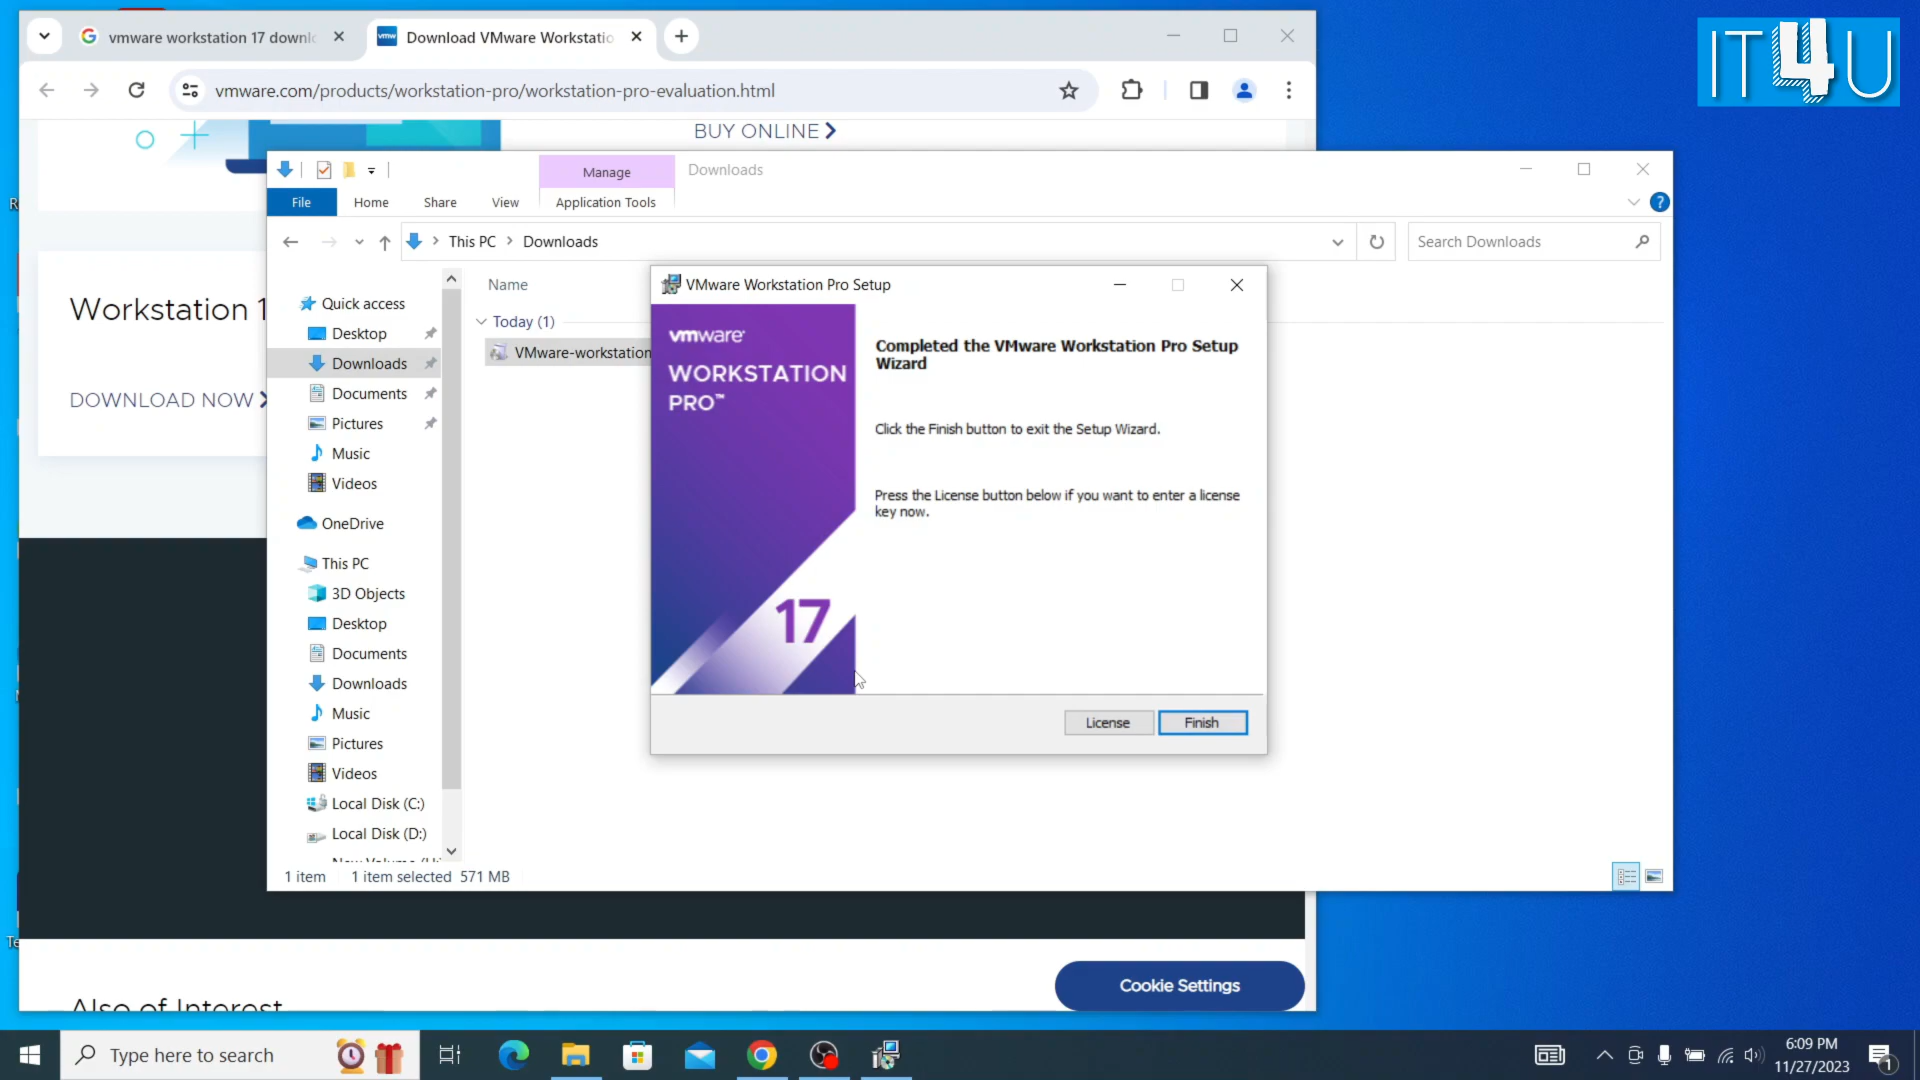 vmware workstation 17 downl
Download VMware Workstatio
IT4U
vmware.com/products/workstation-pro/workstation-pro-evaluation.html
BUY ONLINE
Manage
Downloads
File
Home
Share
View
Application Tools
This PC
Downloads
Search Downloads
Name
Quick access
Desktop
Downloads
Documents
Pictures
Music
Videos
OneDrive
This PC
3D Objects
Desktop
Documents
Downloads
Music
Pictures
Videos
Local Disk (C:)
Local Disk (D:)
Today (1)
VMware-workstation
VMware Workstation Pro Setup
vmware
WORKSTATION
PRO™
17
Completed the VMware Workstation Pro Setup
Wizard
Click the Finish button to exit the Setup Wizard.
Press the License button below if you want to enter a license
key now.
License
Finish
Workstation 1
DOWNLOAD NOW
1 item
1 item selected 571 MB
Also of Interest
Cookie Settings
Type here to search
6:09 PM
11/27/2023
1